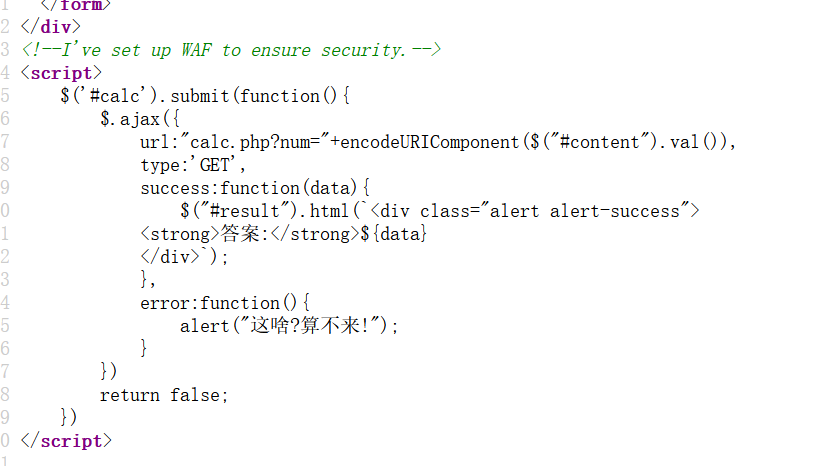 1   </form>
2 </div>
3 <!--I've set up WAF to ensure security.-->
4 <script>
5     $('#calc').submit(function(){
6         $.ajax({
7             url:"calc.php?num="+encodeURIComponent($("#content").val()),
8             type:'GET',
9             success:function(data){
0                 $("#result").html(`<div class="alert alert-success">
1             <strong>答案:</strong>${data}
2             </div>`);
3             },
4             error:function(){
5                 alert("这啥?算不来!");
6             }
7         })
8         return false;
9     })
0 </script>
1